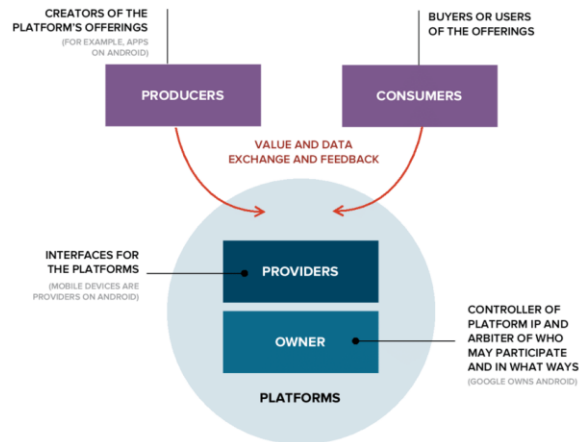 CREATORS OF THE
PLATFORM'S OFFERINGS
(FOR EXAMPLE, APPS
ON ANDROID)
BUYERS OR USERS
OF THE OFFERINGS
PRODUCERS
CONSUMERS
VALUE AND DATA
EXCHANGE AND FEEDBACK
INTERFACES FOR
THE PLATFORMS
(MOBILE DEVICES ARE
PROVIDERS ON ANDROID)
PROVIDERS
OWNER
CONTROLLER OF
PLATFORM IP AND
ARBITER OF WHO
MAY PARTICIPATE
AND IN WHAT WAYS
(GOOGLE OWNS ANDROID)
PLATFORMS